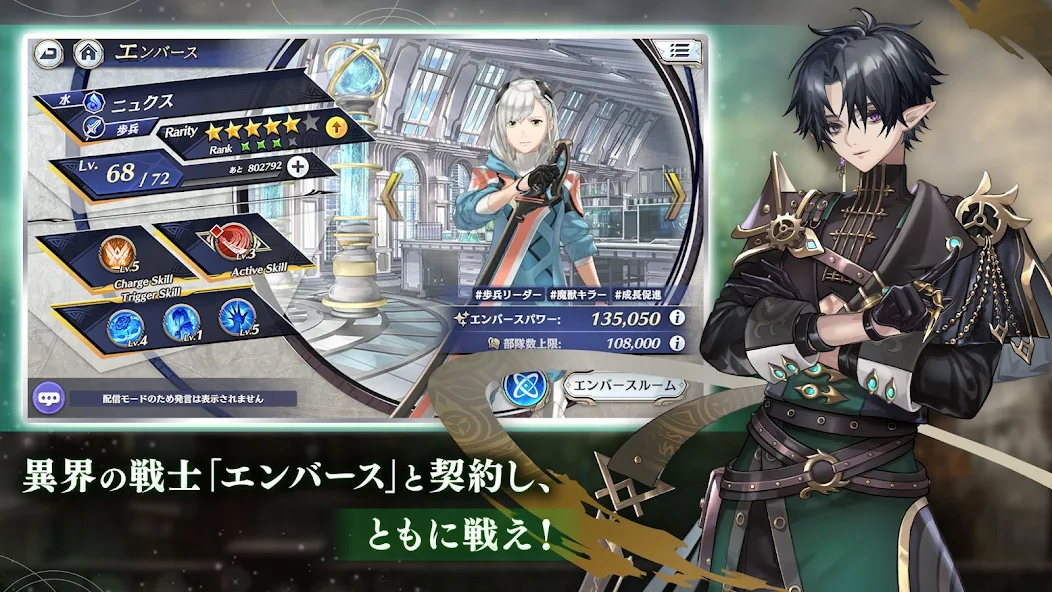 エンバース
水
ニュクス
歩兵
Rarity
Rank
Lv. 68 / 72
あと 802792
Lv.5
Charge Skill
Lv.3
Active Skill
Trigger Skill
Lv.4
Lv.1
Lv.5
#歩兵リーダー #魔獣キラー #成長促進
エンバースパワー: 135,050
部隊数上限: 108,000
エンバースルーム
配信モードのため発言は表示されません
異界の戦士「エンバース」と契約し、
ともに戦え!